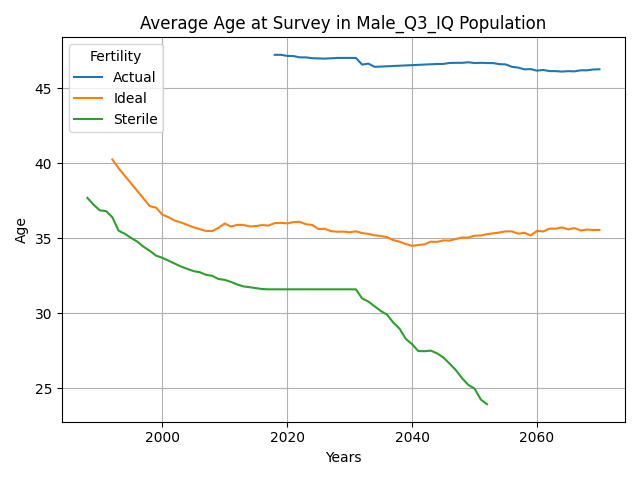 Average Age at Survey in Male_Q3_IQ Population
Fertility
Actual
Ideal
Sterile
45
40
35
30
25
Age
2000
2020
2040
2060
Years